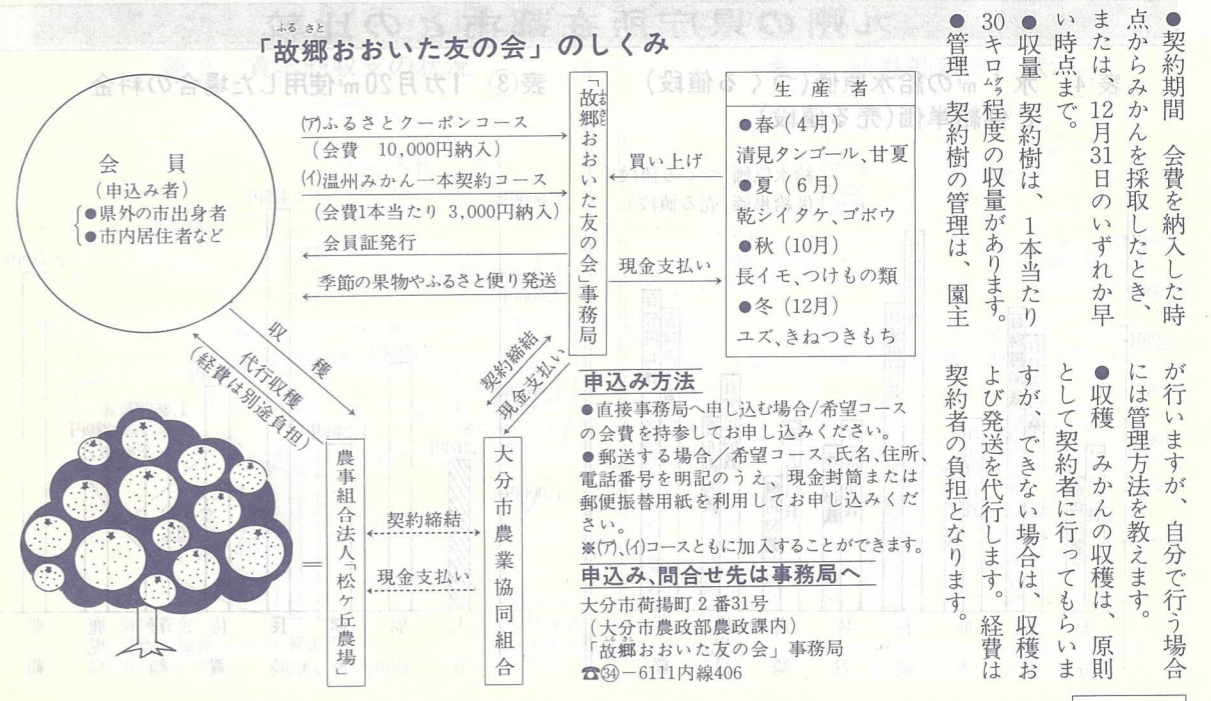 ●契約期間　会費を納入した時
点からみかんを採取したとき、
または、12月31日のいずれか早
い時点まで。
●収量　契約樹は、1本当たり
30キログラム程度の収量があります。
●管理　契約樹の管理は、園主
が行いますが、自分で行う場合
には管理方法を教えます。
●収穫　みかんの収穫は、原則
として契約者に行ってもらいま
すが、できない場合は、収穫お
よび発送を代行します。経費は
契約者の負担となります。
「故郷おおいた友の会」のしくみ
ふるさと
会員
(申込み者)
●県外の市出身者
●市内居住者など
(ア)ふるさとクーポンコース
(会費 10,000円納入)
(イ)温州みかん一本契約コース
(会費1本当たり 3,000円納入)
会員証発行
季節の果物やふるさと便り発送
「故郷おおいた友の会」事務局
ふるさと
買い上げ
現金支払い
生産者
●春(4月)
清見タンゴール、甘夏
●夏(6月)
乾シイタケ、ゴボウ
●秋(10月)
長イモ、つけもの類
●冬(12月)
ユズ、きねつきもち
収穫
代行収穫
(経費は別途負担)
契約締結
現金支払い
=
農事組合法人「松ケ丘農場」
契約締結
現金支払い
大分市農業協同組合
申込み方法
●直接事務局へ申し込む場合/希望コース
の会費を持参してお申し込みください。
●郵送する場合/希望コース、氏名、住所、
電話番号を明記のうえ、現金封筒または
郵便振替用紙を利用してお申し込みくだ
さい。
※(ア)、(イ)コースともに加入することができます。
申込み、問合せ先は事務局へ
大分市荷揚町2番31号
(大分市農政部農政課内)
「故郷おおいた友の会」事務局
ふるさと
☎㉞-6111内線406